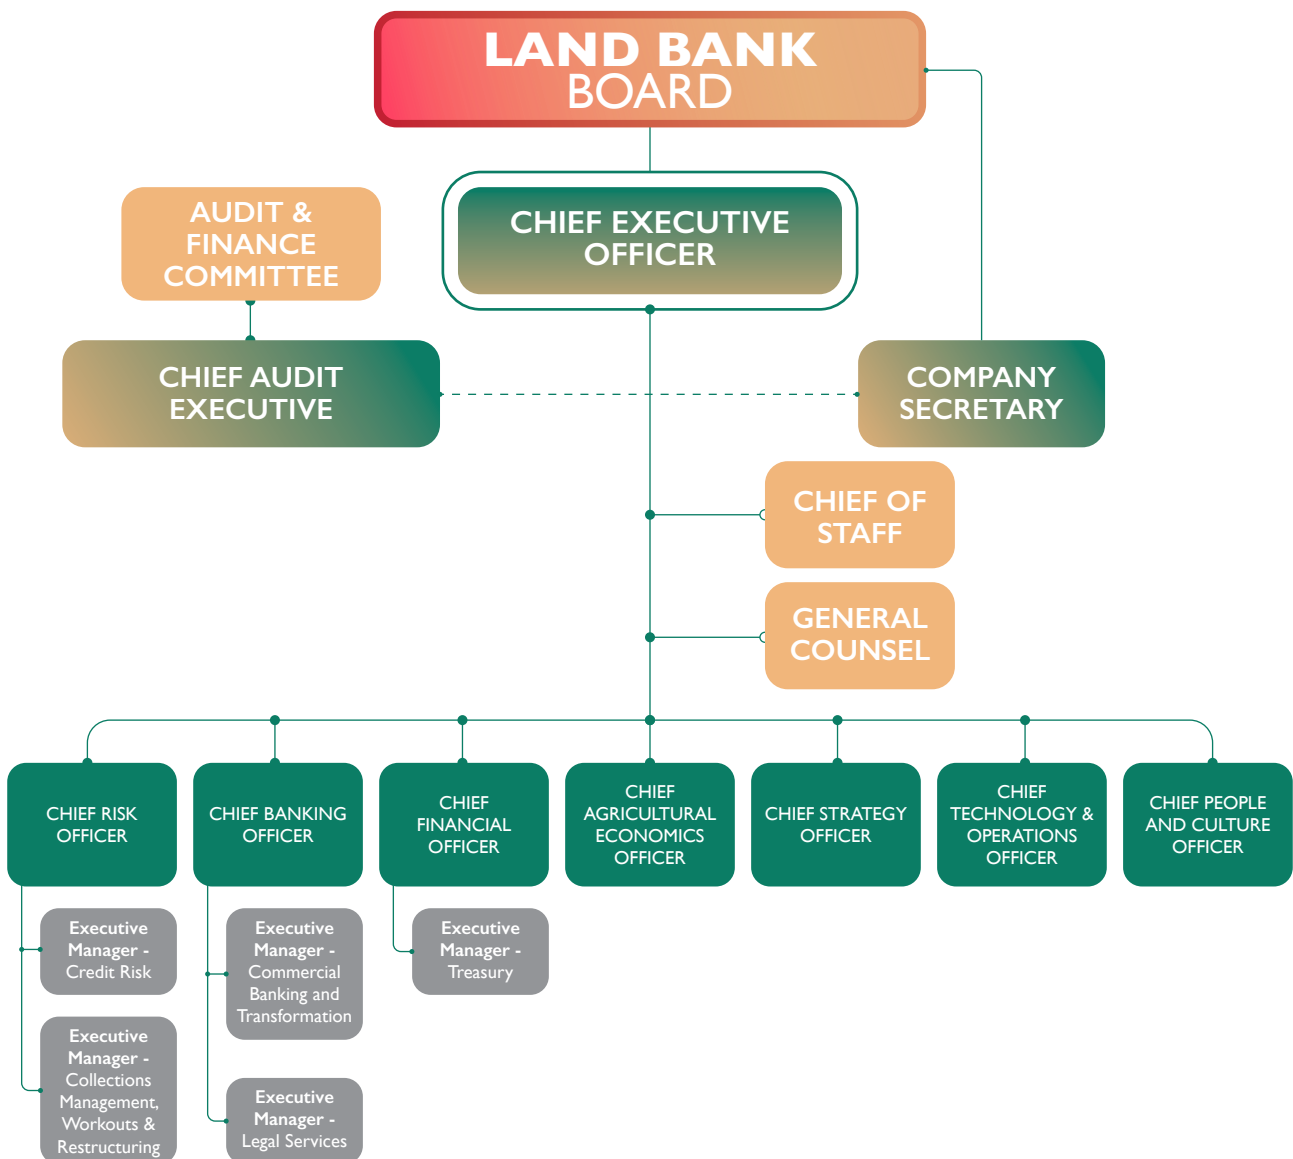 LAND BANK
BOARD
AUDIT &
FINANCE
COMMITTEE
CHIEF EXECUTIVE
OFFICER
CHIEF AUDIT
EXECUTIVE
COMPANY
SECRETARY
CHIEF OF
STAFF
GENERAL
COUNSEL
CHIEF RISK
OFFICER
CHIEF BANKING
OFFICER
CHIEF
FINANCIAL
OFFICER
CHIEF
AGRICULTURAL
ECONOMICS
OFFICER
CHIEF STRATEGY
OFFICER
CHIEF
TECHNOLOGY &
OPERATIONS
OFFICER
CHIEF PEOPLE
AND CULTURE
OFFICER
Executive
Manager -
Credit Risk
Executive
Manager -
Commercial
Banking and
Transformation
Executive
Manager -
Treasury
Executive
Manager -
Collections
Management,
Workouts &
Restructuring
Executive
Manager -
Legal Services